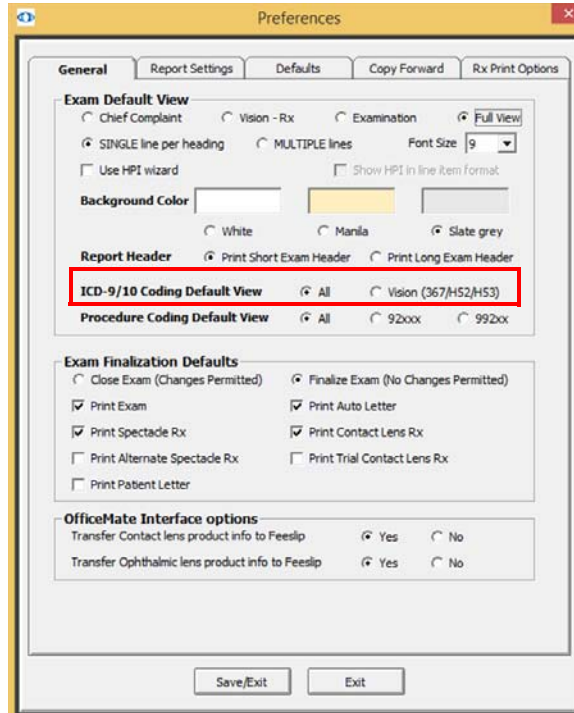 Preferences
General Report Settings Defaults Copy Forward Rx Print Options
Exam Default View
Chief Complaint Vision - Rx Examination Full View
SINGLE line per heading MULTIPLE lines Font Size 9
Use HPI wizard Show HPI in line item format
Background Color
White Manila Slate grey
Report Header Print Short Exam Header Print Long Exam Header
ICD-9/10 Coding Default View All Vision (367/H52/H53)
Procedure Coding Default View All 92xxx 992xx
Exam Finalization Defaults
Close Exam (Changes Permitted) Finalize Exam (No Changes Permitted)
Print Exam Print Auto Letter
Print Spectade Rx Print Contact Lens Rx
Print Alternate Spectade Rx Print Trial Contact Lens Rx
Print Patient Letter
OfficeMate Interface options
Transfer Contact lens product info to Feeslip Yes No
Transfer Ophthalmic lens product info to Feeslip Yes No
Save/Exit Exit